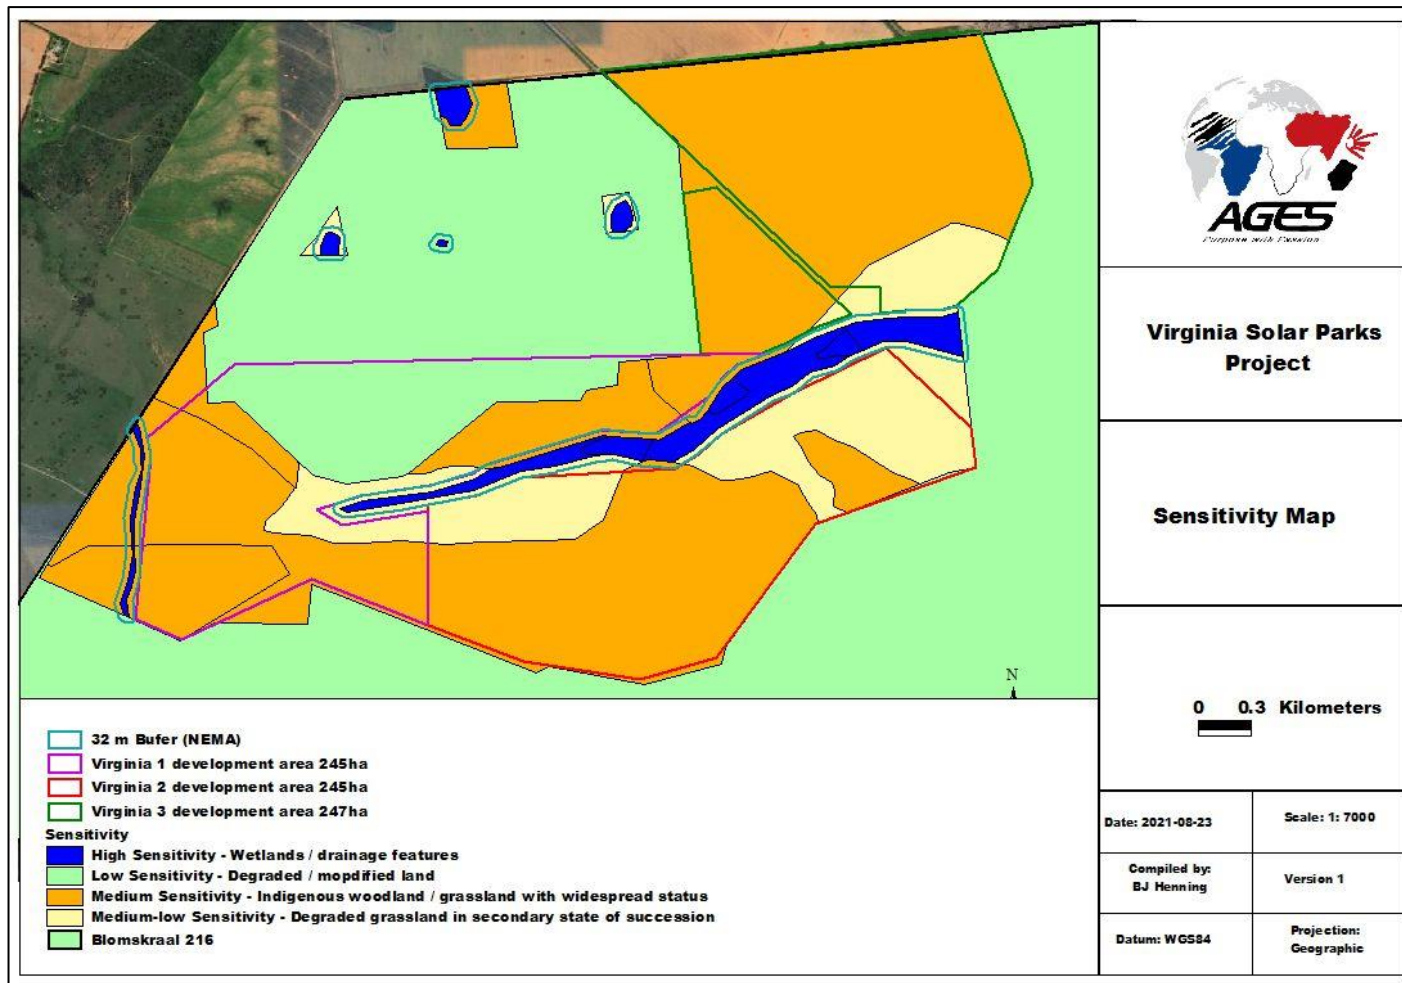 N
32 m Bufer (NEMA)
Virginia 1 development area 245ha
Virginia 2 development area 245ha
Virginia 3 development area 247ha
Sensitivity
High Sensitivity - Wetlands / drainage features
Low Sensitivity - Degraded / mopdified land
Medium Sensitivity - Indigenous woodland / grassland with widespread status
Medium-low Sensitivity - Degraded grassland in secondary state of succession
Blomskraal 216
AGES
Purpose with Passion
Virginia Solar Parks
Project
Sensitivity Map
0 0.3 Kilometers
Date: 2021-08-23
Scale: 1: 7000
Compiled by:
BJ Henning
Version 1
Datum: WGS84
Projection:
Geographic